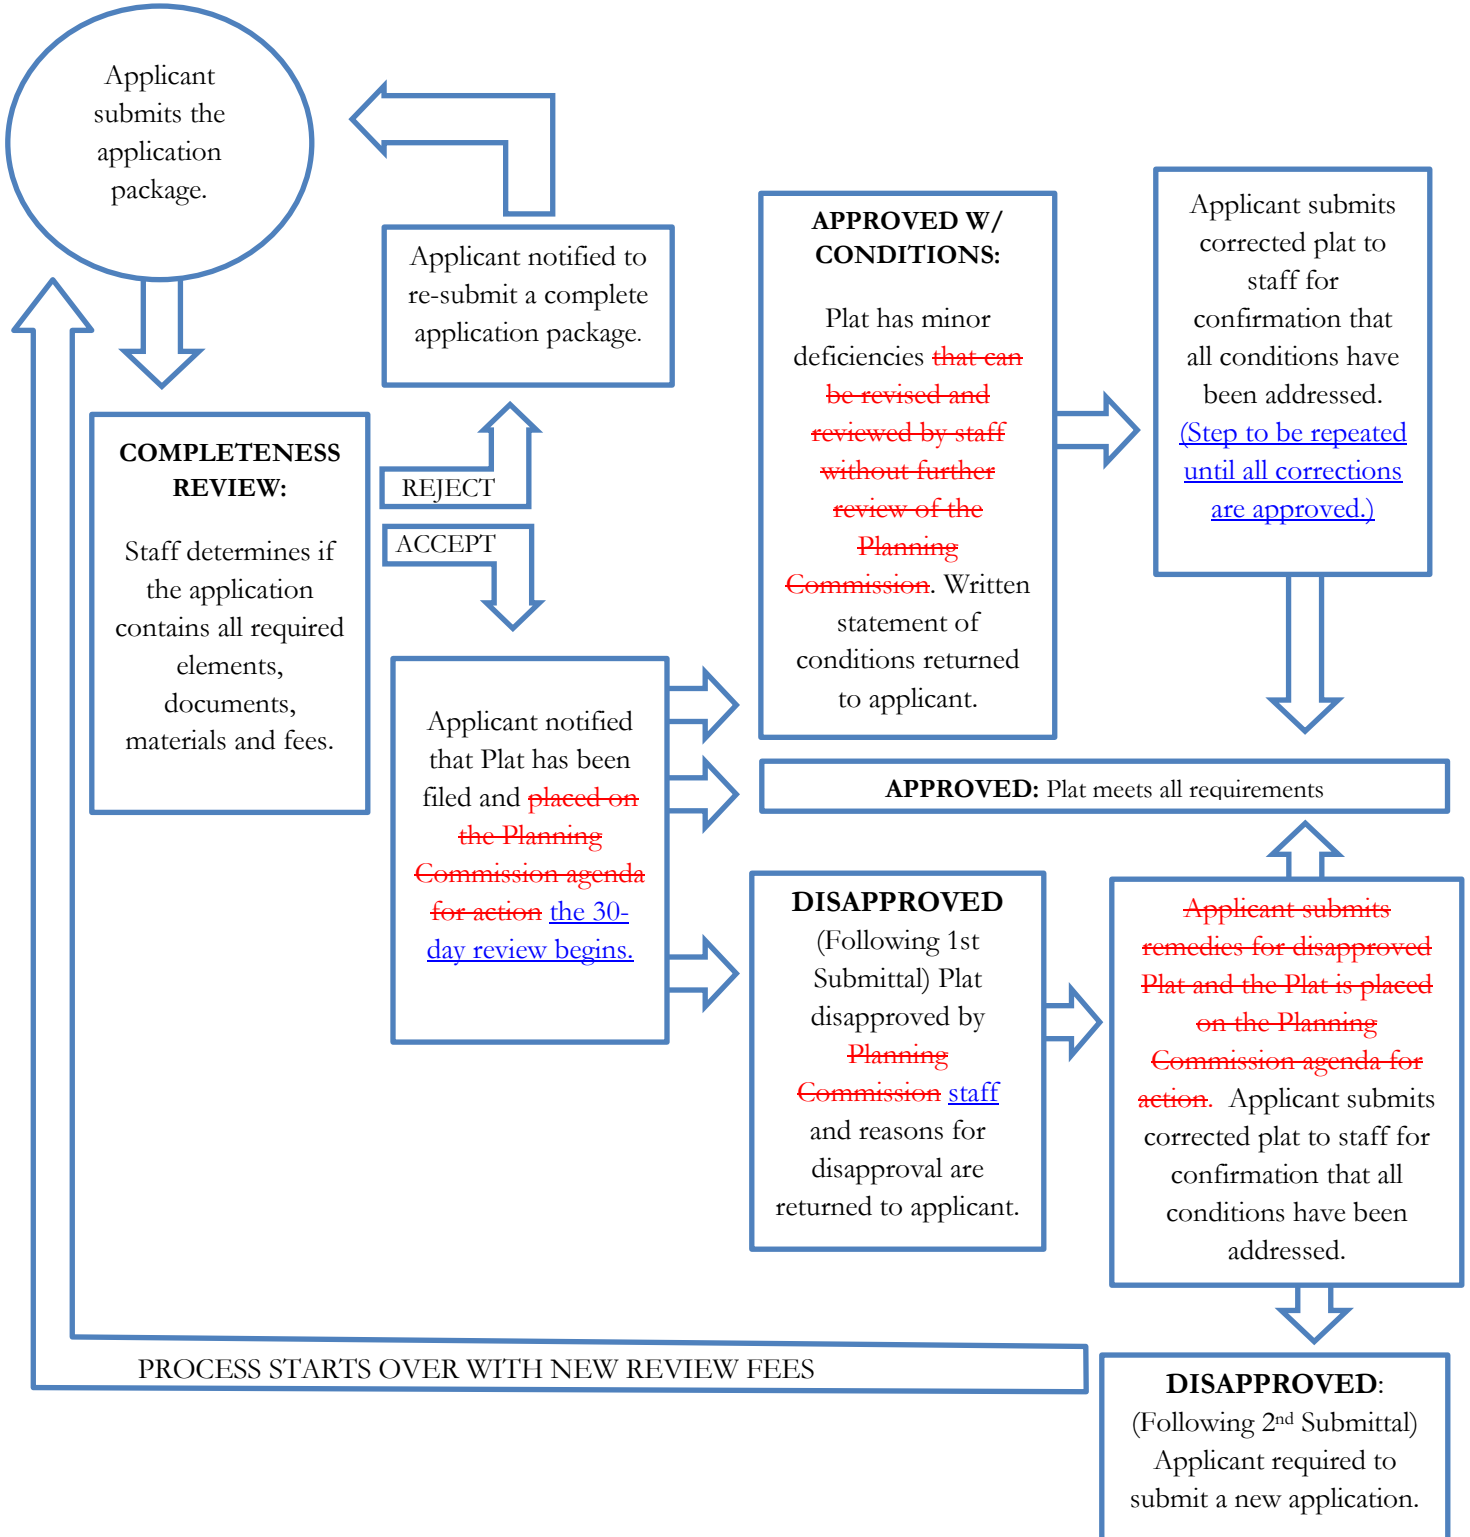 Applicant
submits the
application
package.
Applicant notified to
re-submit a complete
application package.
COMPLETENESS
REVIEW:
Staff determines if
the application
contains all required
elements,
documents,
materials and fees.
REJECT
ACCEPT
Applicant notified
that Plat has been
filed and placed on
the Planning
Commission agenda
for action the 30-
day review begins.
APPROVED W/
CONDITIONS:
Plat has minor
deficiencies that can
be revised and
reviewed by staff
without further
review of the
Planning
Commission. Written
statement of
conditions returned
to applicant.
Applicant submits
corrected plat to
staff for
confirmation that
all conditions have
been addressed.
(Step to be repeated
until all corrections
are approved.)
APPROVED: Plat meets all requirements
DISAPPROVED
(Following 1st
Submittal) Plat
disapproved by
Planning
Commission staff
and reasons for
disapproval are
returned to applicant.
Applicant submits
remedies for disapproved
Plat and the Plat is placed
on the Planning
Commission agenda for
action. Applicant submits
corrected plat to staff for
confirmation that all
conditions have been
addressed.
PROCESS STARTS OVER WITH NEW REVIEW FEES
DISAPPROVED:
(Following 2nd Submittal)
Applicant required to
submit a new application.